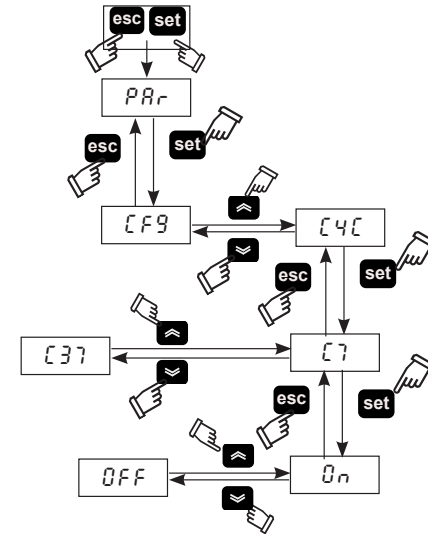 esc set
PAr
esc set
CF9
C4C
esc set
C37
C7
esc set
OFF
On